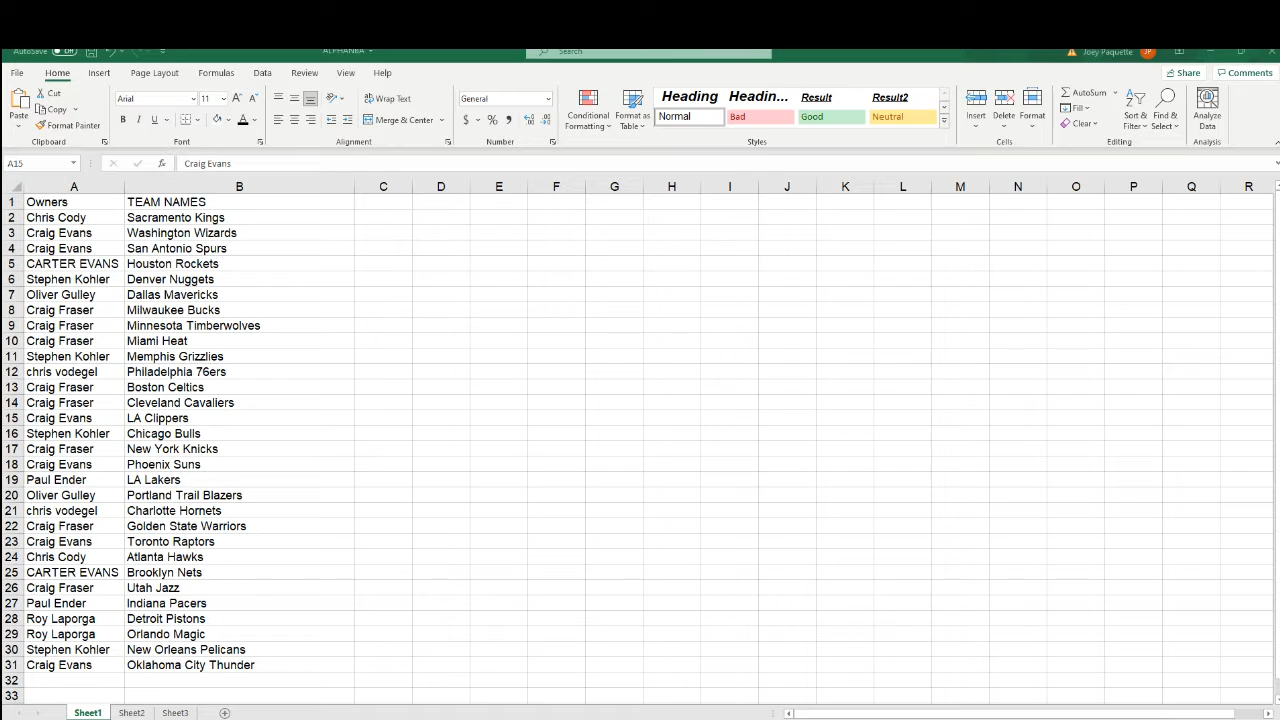 AutoSave Off ALPHANBA Search Joey Paquette JP
File Home Insert Page Layout Formulas Data Review View Help Share Comments
Paste Cut Copy Format Painter Clipboard
Arial 11 B I U A Font
Wrap Text Merge & Center Alignment
General $ % Number
Conditional Formatting Format as Table
Heading Headin... Result Result2
Normal Bad Good Neutral
Styles
Insert Delete Format Cells
AutoSum Fill Clear Sort & Filter Find & Select Editing
Analyze Data Analysis
A15 fx Craig Evans
A B C D E F G H I J K L M N O P Q R
1 Owners TEAM NAMES
2 Chris Cody Sacramento Kings
3 Craig Evans Washington Wizards
4 Craig Evans San Antonio Spurs
5 CARTER EVANS Houston Rockets
6 Stephen Kohler Denver Nuggets
7 Oliver Gulley Dallas Mavericks
8 Craig Fraser Milwaukee Bucks
9 Craig Fraser Minnesota Timberwolves
10 Craig Fraser Miami Heat
11 Stephen Kohler Memphis Grizzlies
12 chris vodegel Philadelphia 76ers
13 Craig Fraser Boston Celtics
14 Craig Fraser Cleveland Cavaliers
15 Craig Evans LA Clippers
16 Stephen Kohler Chicago Bulls
17 Craig Fraser New York Knicks
18 Craig Evans Phoenix Suns
19 Paul Ender LA Lakers
20 Oliver Gulley Portland Trail Blazers
21 chris vodegel Charlotte Hornets
22 Craig Fraser Golden State Warriors
23 Craig Evans Toronto Raptors
24 Chris Cody Atlanta Hawks
25 CARTER EVANS Brooklyn Nets
26 Craig Fraser Utah Jazz
27 Paul Ender Indiana Pacers
28 Roy Laporga Detroit PIstons
29 Roy Laporga Orlando Magic
30 Stephen Kohler New Orleans Pelicans
31 Craig Evans Oklahoma City Thunder
32
33
Sheet1 Sheet2 Sheet3